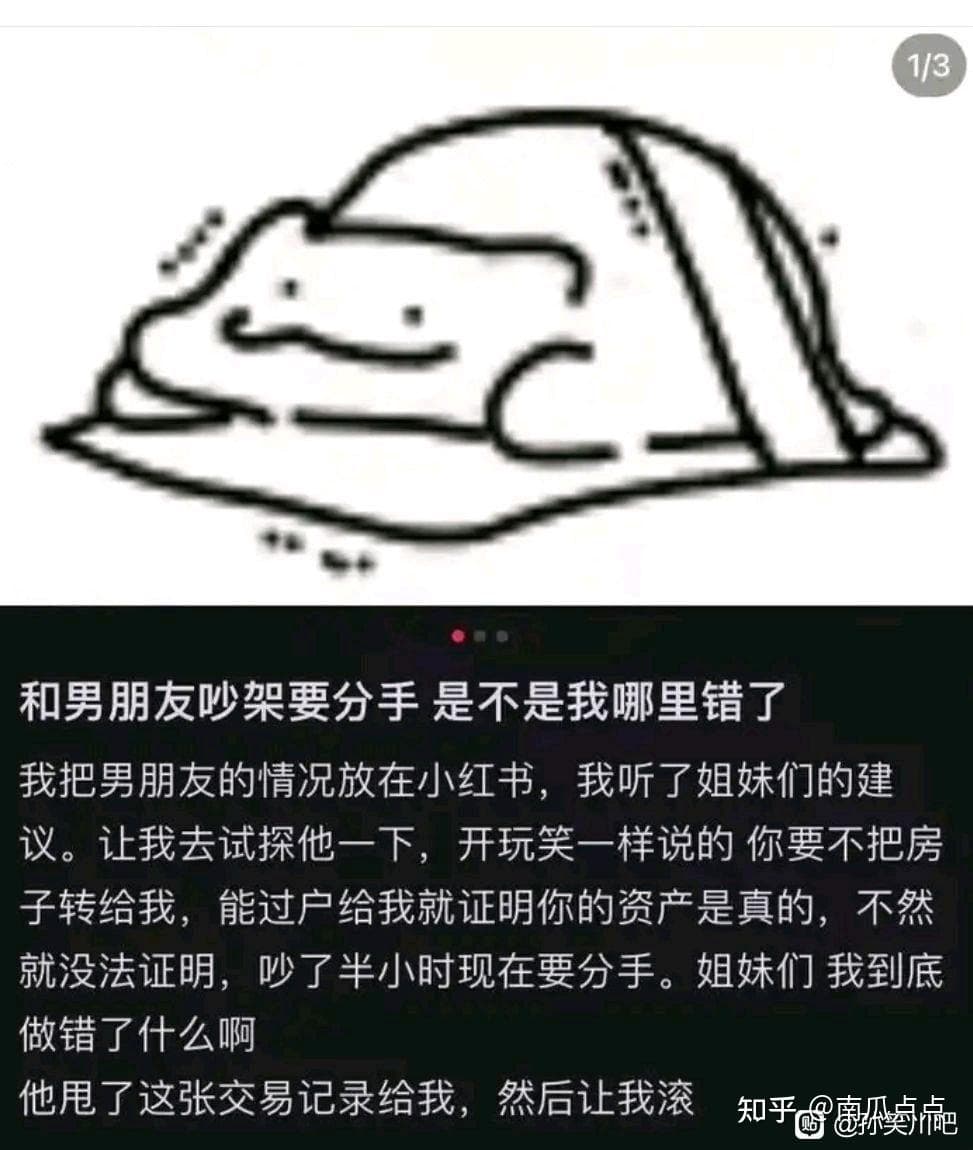 1/3
和男朋友吵架要分手 是不是我哪里错了
我把男朋友的情况放在小红书，我听了姐妹们的建
议。让我去试探他一下，开玩笑一样说的 你要不把房
子转给我，能过户给我就证明你的资产是真的，不然
就没法证明，吵了半小时现在要分手。姐妹们 我到底
做错了什么啊
他甩了这张交易记录给我，然后让我滚
知乎 @南瓜点点
贴 @孙笑川吧